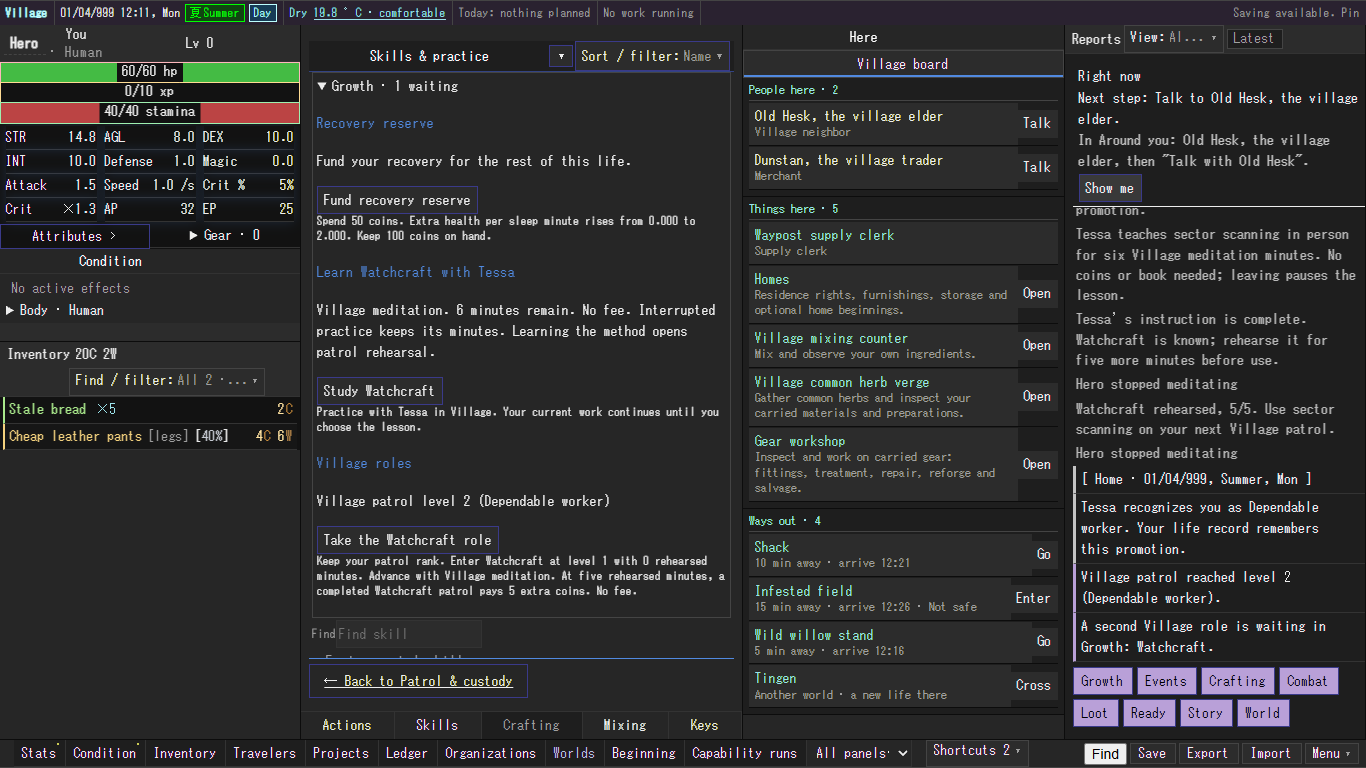 Village 01/04/999 12:11, Mon 夏Summer Day Dry 19.8 °C · comfortable Today: nothing planned No work running Saving available. Pin
Hero You Lv 0
Human
60/60 hp
0/10 xp
40/40 stamina
STR 14.8 AGL 8.0 DEX 10.0
INT 10.0 Defense 1.0 Magic 0.0
Attack 1.5 Speed 1.0 /s Crit % 5%
Crit ×1.3 AP 32 EP 25
Attributes > ▶ Gear · 0
Condition
No active effects
▶ Body · Human
Inventory 20C 2W
Find / filter: All 2 ·... ▾
Stale bread ×5 2C
Cheap leather pants [legs] [40%] 4C 6W
Skills & practice ▾ Sort / filter: Name ▾
▼ Growth · 1 waiting
Recovery reserve
Fund your recovery for the rest of this life.
Fund recovery reserve
Spend 50 coins. Extra health per sleep minute rises from 0.000 to
2.000. Keep 100 coins on hand.
Learn Watchcraft with Tessa
Village meditation. 6 minutes remain. No fee. Interrupted
practice keeps its minutes. Learning the method opens
patrol rehearsal.
Study Watchcraft
Practice with Tessa in Village. Your current work continues until you
choose the lesson.
Village roles
Village patrol level 2 (Dependable worker)
Take the Watchcraft role
Keep your patrol rank. Enter Watchcraft at level 1 with 0 rehearsed
minutes. Advance with Village meditation. At five rehearsed minutes, a
completed Watchcraft patrol pays 5 extra coins. No fee.
Find Find skill
← Back to Patrol & custody
Actions Skills Crafting Mixing Keys
Here
Village board
People here · 2
Old Hesk, the village elder
Village neighbor
Talk
Dunstan, the village trader
Merchant
Talk
Things here · 5
Waypost supply clerk
Supply clerk
Homes
Residence rights, furnishings, storage and
optional home beginnings.
Open
Village mixing counter
Mix and observe your own ingredients.
Open
Village common herb verge
Gather common herbs and inspect your
carried materials and preparations.
Open
Gear workshop
Inspect and work on carried gear:
fittings, treatment, repair, reforge and
salvage.
Open
Ways out · 4
Shack
10 min away · arrive 12:21
Go
Infested field
15 min away · arrive 12:26 · Not safe
Enter
Wild willow stand
5 min away · arrive 12:16
Go
Tingen
Another world · a new life there
Cross
Reports View: Al... ▾ Latest
Right now
Next step: Talk to Old Hesk, the village
elder.
In Around you: Old Hesk, the village
elder, then "Talk with Old Hesk".
Show me
promotion.
Tessa teaches sector scanning in person
for six Village meditation minutes. No
coins or book needed; leaving pauses the
lesson.
Tessa's instruction is complete.
Watchcraft is known; rehearse it for
five more minutes before use.
Hero stopped meditating
Watchcraft rehearsed, 5/5. Use sector
scanning on your next Village patrol.
Hero stopped meditating
[ Home · 01/04/999, Summer, Mon ]
Tessa recognizes you as Dependable
worker. Your life record remembers
this promotion.
Village patrol reached level 2
(Dependable worker).
A second Village role is waiting in
Growth: Watchcraft.
Growth Events Crafting Combat
Loot Ready Story World
Stats Condition Inventory Travelers Projects Ledger Organizations Worlds Beginning Capability runs All panels Shortcuts 2 ▾ Find Save Export Import Menu ▾